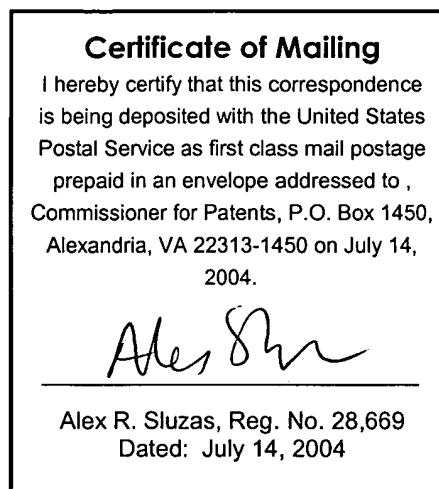 Certificate of Mailing
I hereby certify that this correspondence
is being deposited with the United States
Postal Service as first class mail postage
prepaid in an envelope addressed to ,
Commissioner for Patents, P.O. Box 1450,
Alexandria, VA 22313-1450 on July 14,
2004.
Alex R. Sluzas, Reg. No. 28,669
Dated: July 14, 2004